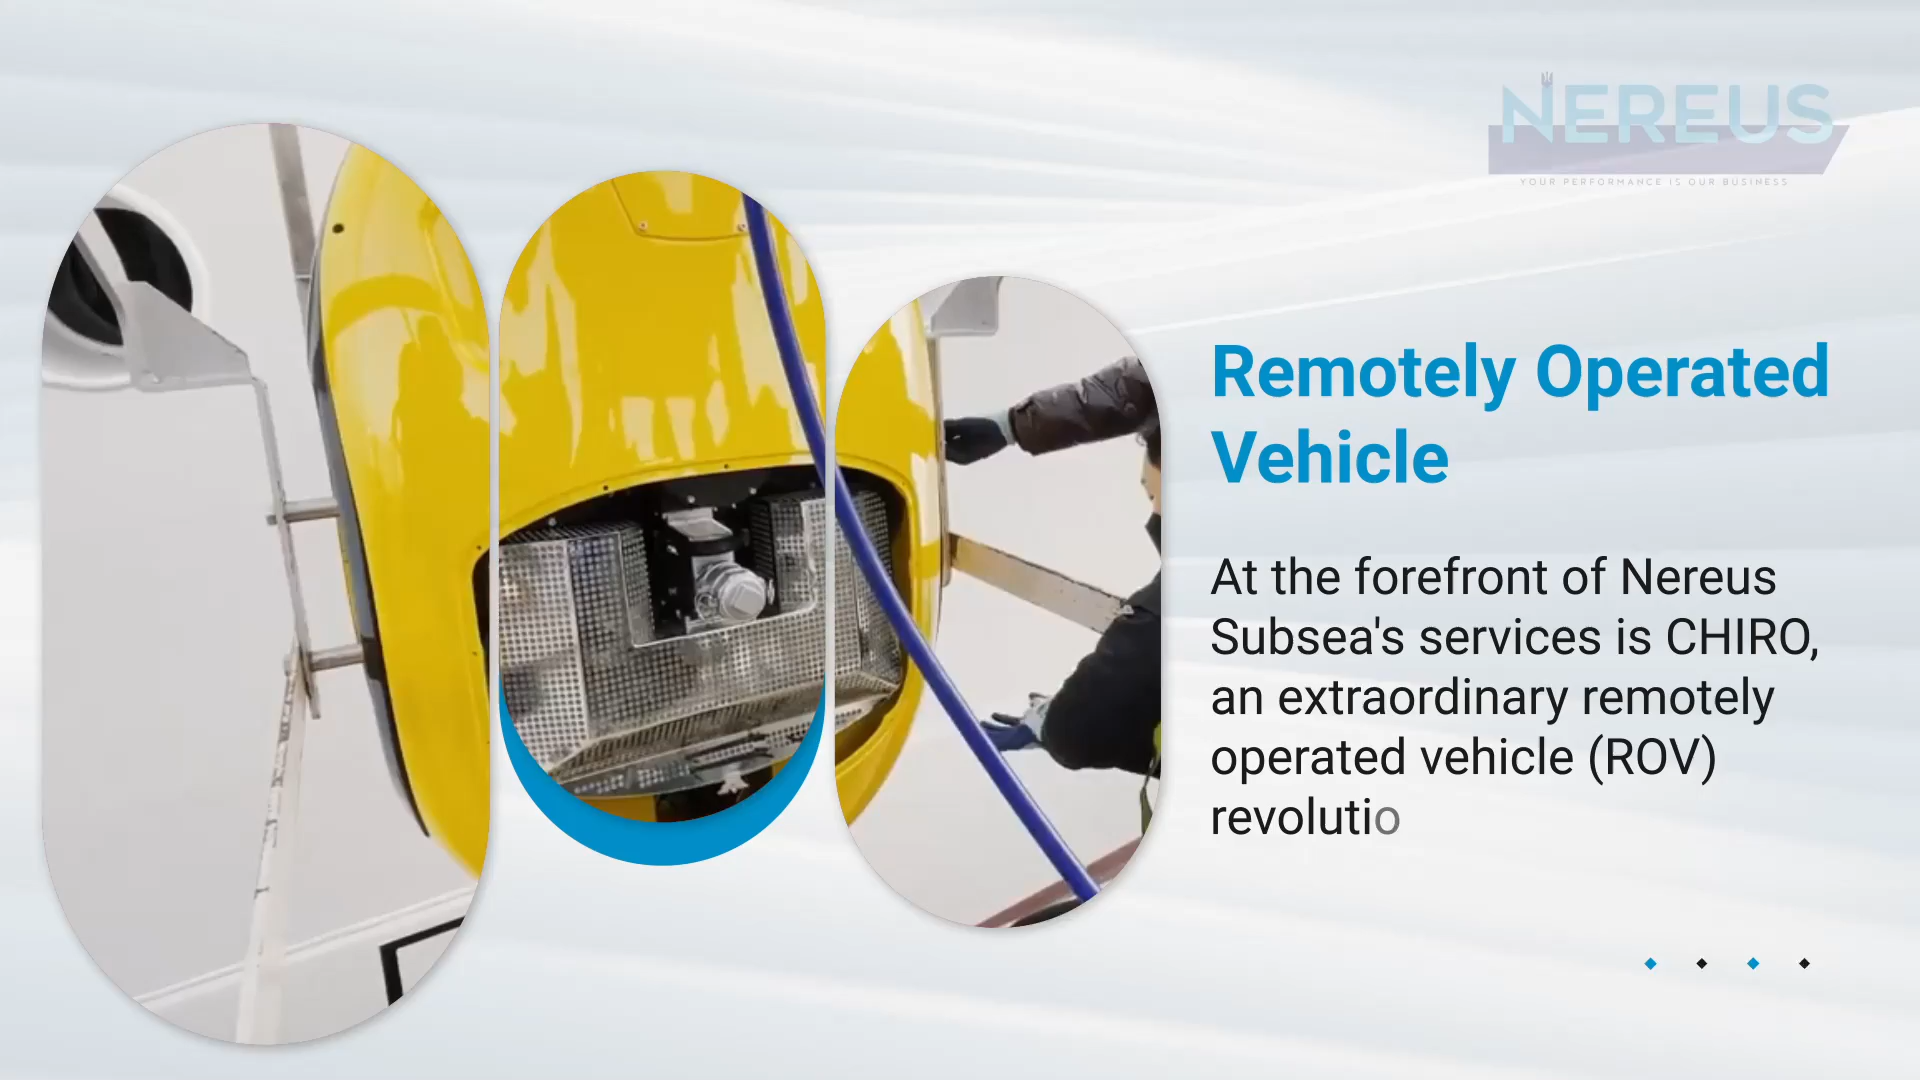 NEREUS
YOUR PERFORMANCE IS OUR BUSINESS
Remotely Operated
Vehicle
At the forefront of Nereus
Subsea's services is CHIRO,
an extraordinary remotely
operated vehicle (ROV)
revolutio